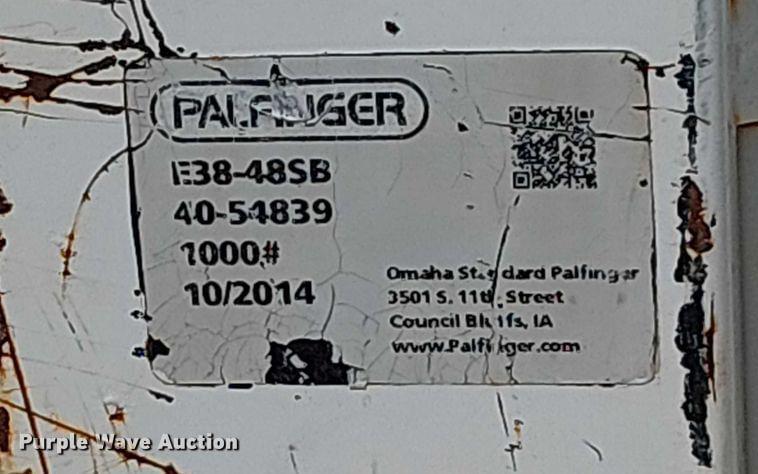 PALFINGER
E38-48SB
40-54839
1000#
10/2014
Omaha Standard Palfinger
3501 S. 11th Street
Council Bluffs, IA
www.Palfinger.com
Purple Wave Auction